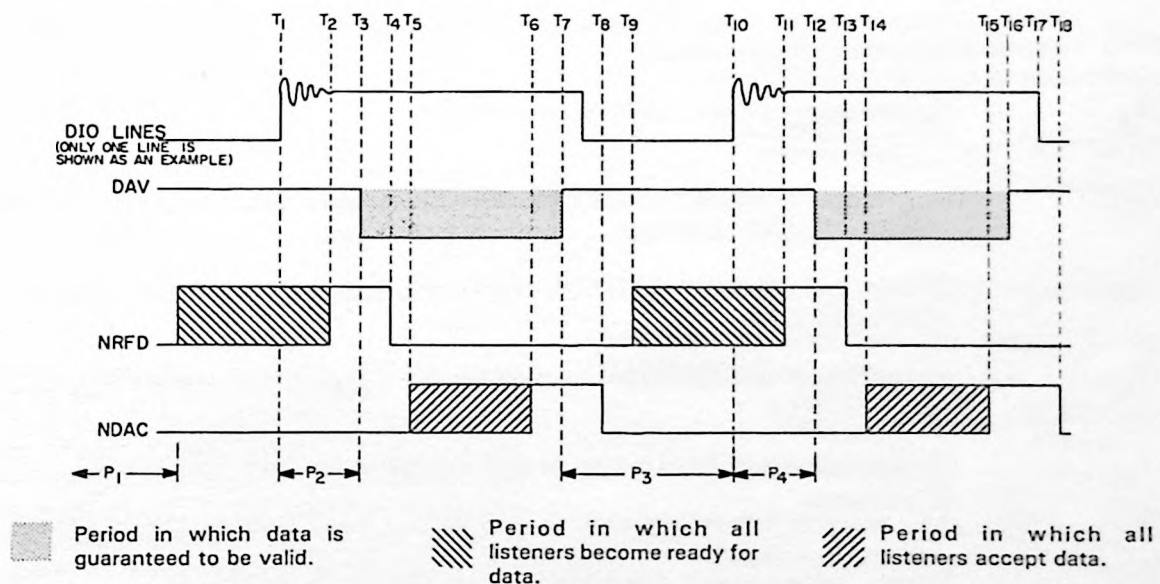 T1 T2 T3 T4 T5 T6 T7 T8 T9 T10 T11 T12 T13 T14 T15 T16 T17 T18
DIO LINES
(ONLY ONE LINE IS
SHOWN AS AN EXAMPLE)
DAV
NRFD
NDAC
P1 P2 P3 P4
Period in which data is
guaranteed to be valid.
Period in which all
listeners become ready for
data.
Period in which all
listeners accept data.